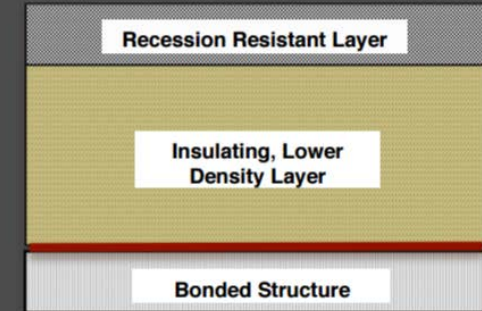 Recession Resistant Layer
Insulating, Lower
Density Layer
Bonded Structure